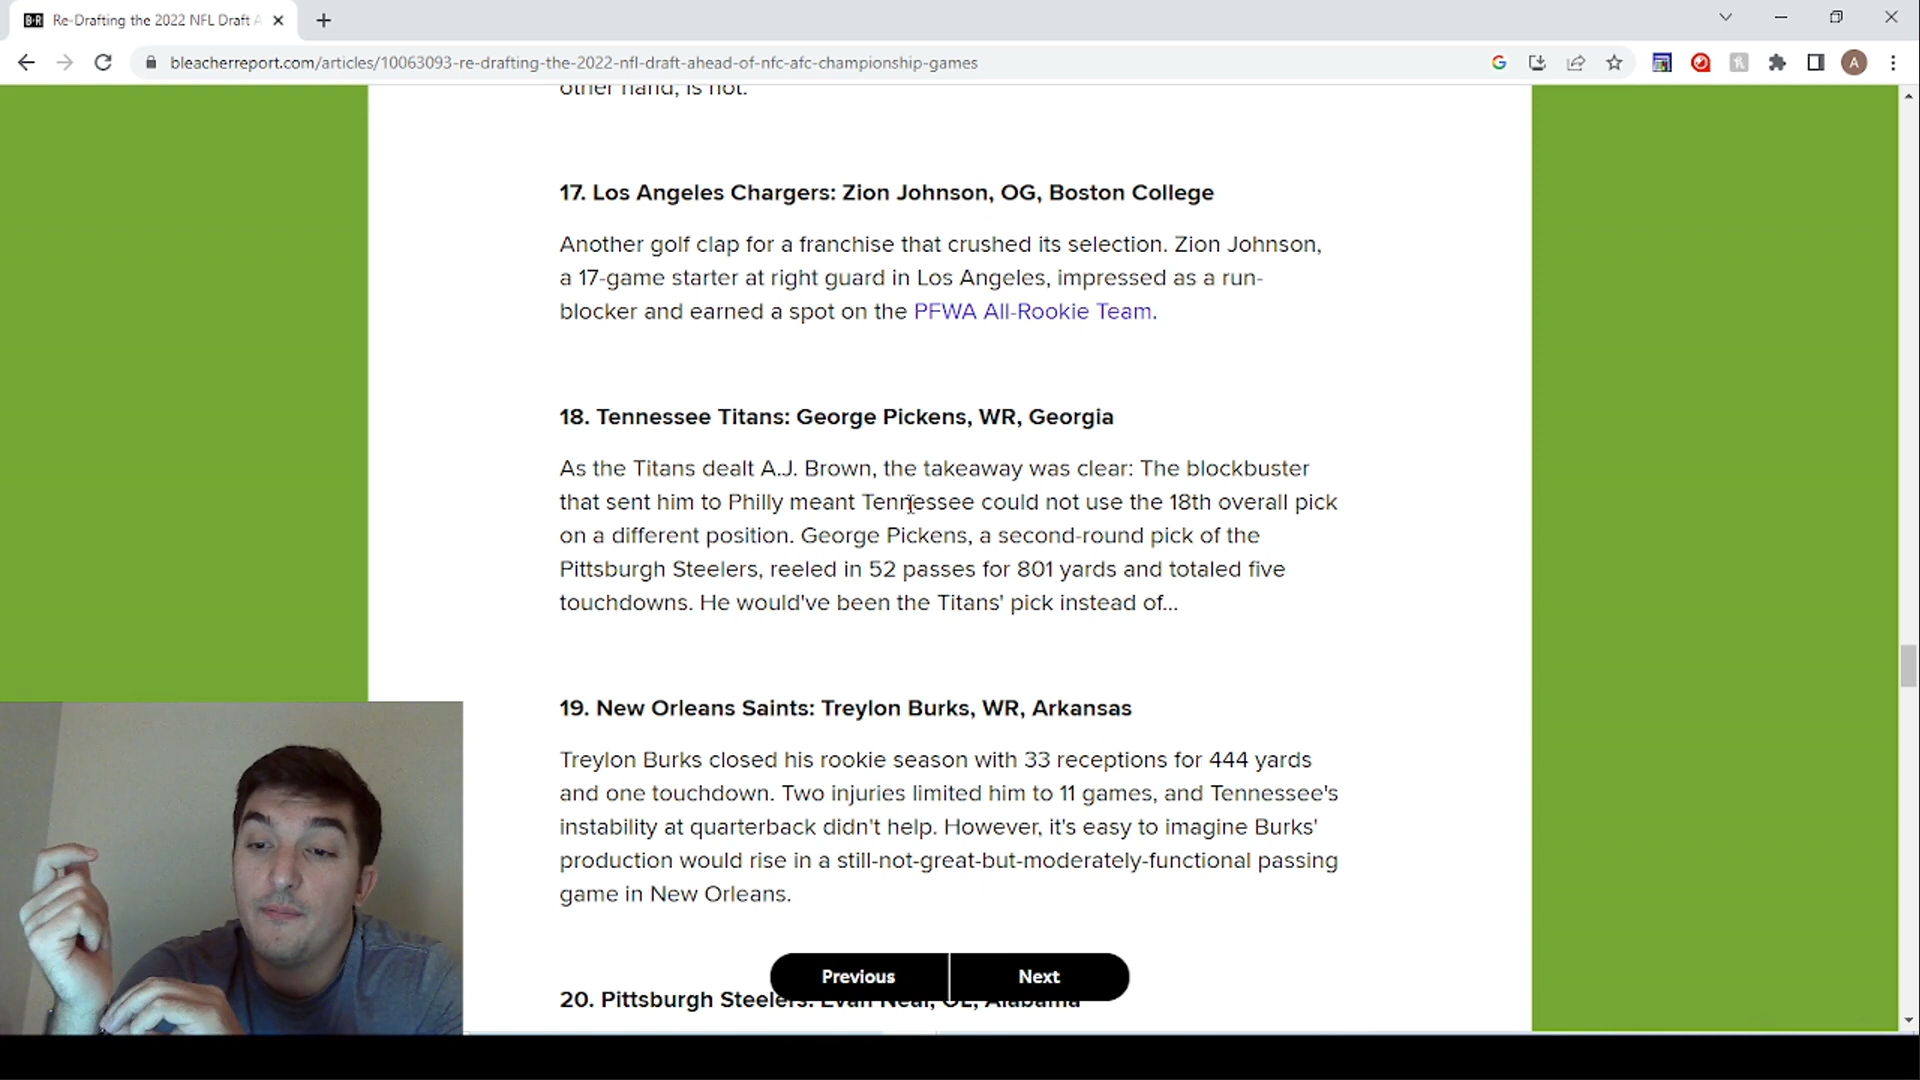 B·R Re-Drafting the 2022 NFL Draft A
bleacherreport.com/articles/10063093-re-drafting-the-2022-nfl-draft-ahead-of-nfc-afc-championship-games
G
A
other hand, is not.
17. Los Angeles Chargers: Zion Johnson, OG, Boston College
Another golf clap for a franchise that crushed its selection. Zion Johnson,
a 17-game starter at right guard in Los Angeles, impressed as a run-
blocker and earned a spot on the PFWA All-Rookie Team.
18. Tennessee Titans: George Pickens, WR, Georgia
As the Titans dealt A.J. Brown, the takeaway was clear: The blockbuster
that sent him to Philly meant Tennessee could not use the 18th overall pick
on a different position. George Pickens, a second-round pick of the
Pittsburgh Steelers, reeled in 52 passes for 801 yards and totaled five
touchdowns. He would've been the Titans' pick instead of...
19. New Orleans Saints: Treylon Burks, WR, Arkansas
Treylon Burks closed his rookie season with 33 receptions for 444 yards
and one touchdown. Two injuries limited him to 11 games, and Tennessee's
instability at quarterback didn't help. However, it's easy to imagine Burks'
production would rise in a still-not-great-but-moderately-functional passing
game in New Orleans.
Previous Next
20. Pittsburgh Steelers: Evan Neal, OL, Alabama